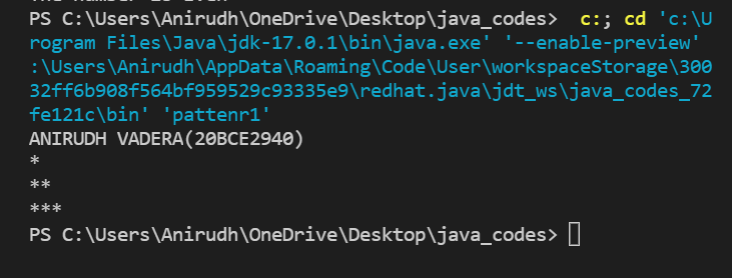 PS C:\Users\Anirudh\OneDrive\Desktop\java_codes>  c:; cd 'c:\U
rogram Files\Java\jdk-17.0.1\bin\java.exe' '--enable-preview'
:\Users\Anirudh\AppData\Roaming\Code\User\workspaceStorage\300
32ff6b908f564bf959529c93335e9\redhat.java\jdt_ws\java_codes_72
fe121c\bin' 'pattenr1'
ANIRUDH VADERA(20BCE2940)
*
**
***
PS C:\Users\Anirudh\OneDrive\Desktop\java_codes>